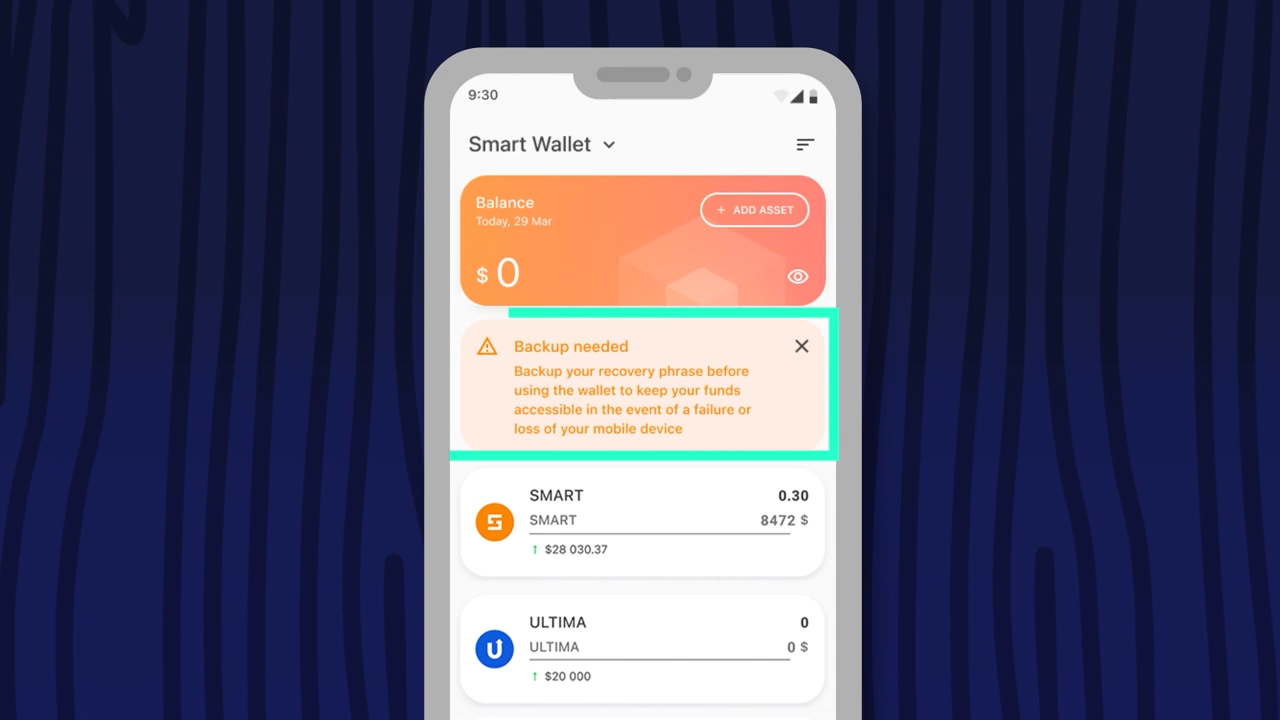 9:30
Smart Wallet
Balance
+ ADD ASSET
Today, 29 Mar
$ 0
Backup needed
Backup your recovery phrase before
using the wallet to keep your funds
accessible in the event of a failure or
loss of your mobile device
SMART 0.30
SMART 8472 $
↑ $28 030.37
ULTIMA 0
ULTIMA 0 $
↑ $20 000